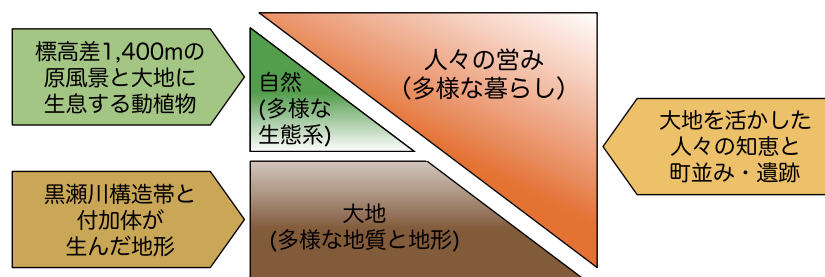 標高差1,400mの
原風景と大地に
生息する動植物
自然
(多様な
生態系)
人々の営み
（多様な暮らし）
大地を活かした
人々の知恵と
町並み・遺跡
黒瀬川構造帯と
付加体が
生んだ地形
大地
(多様な地質と地形)